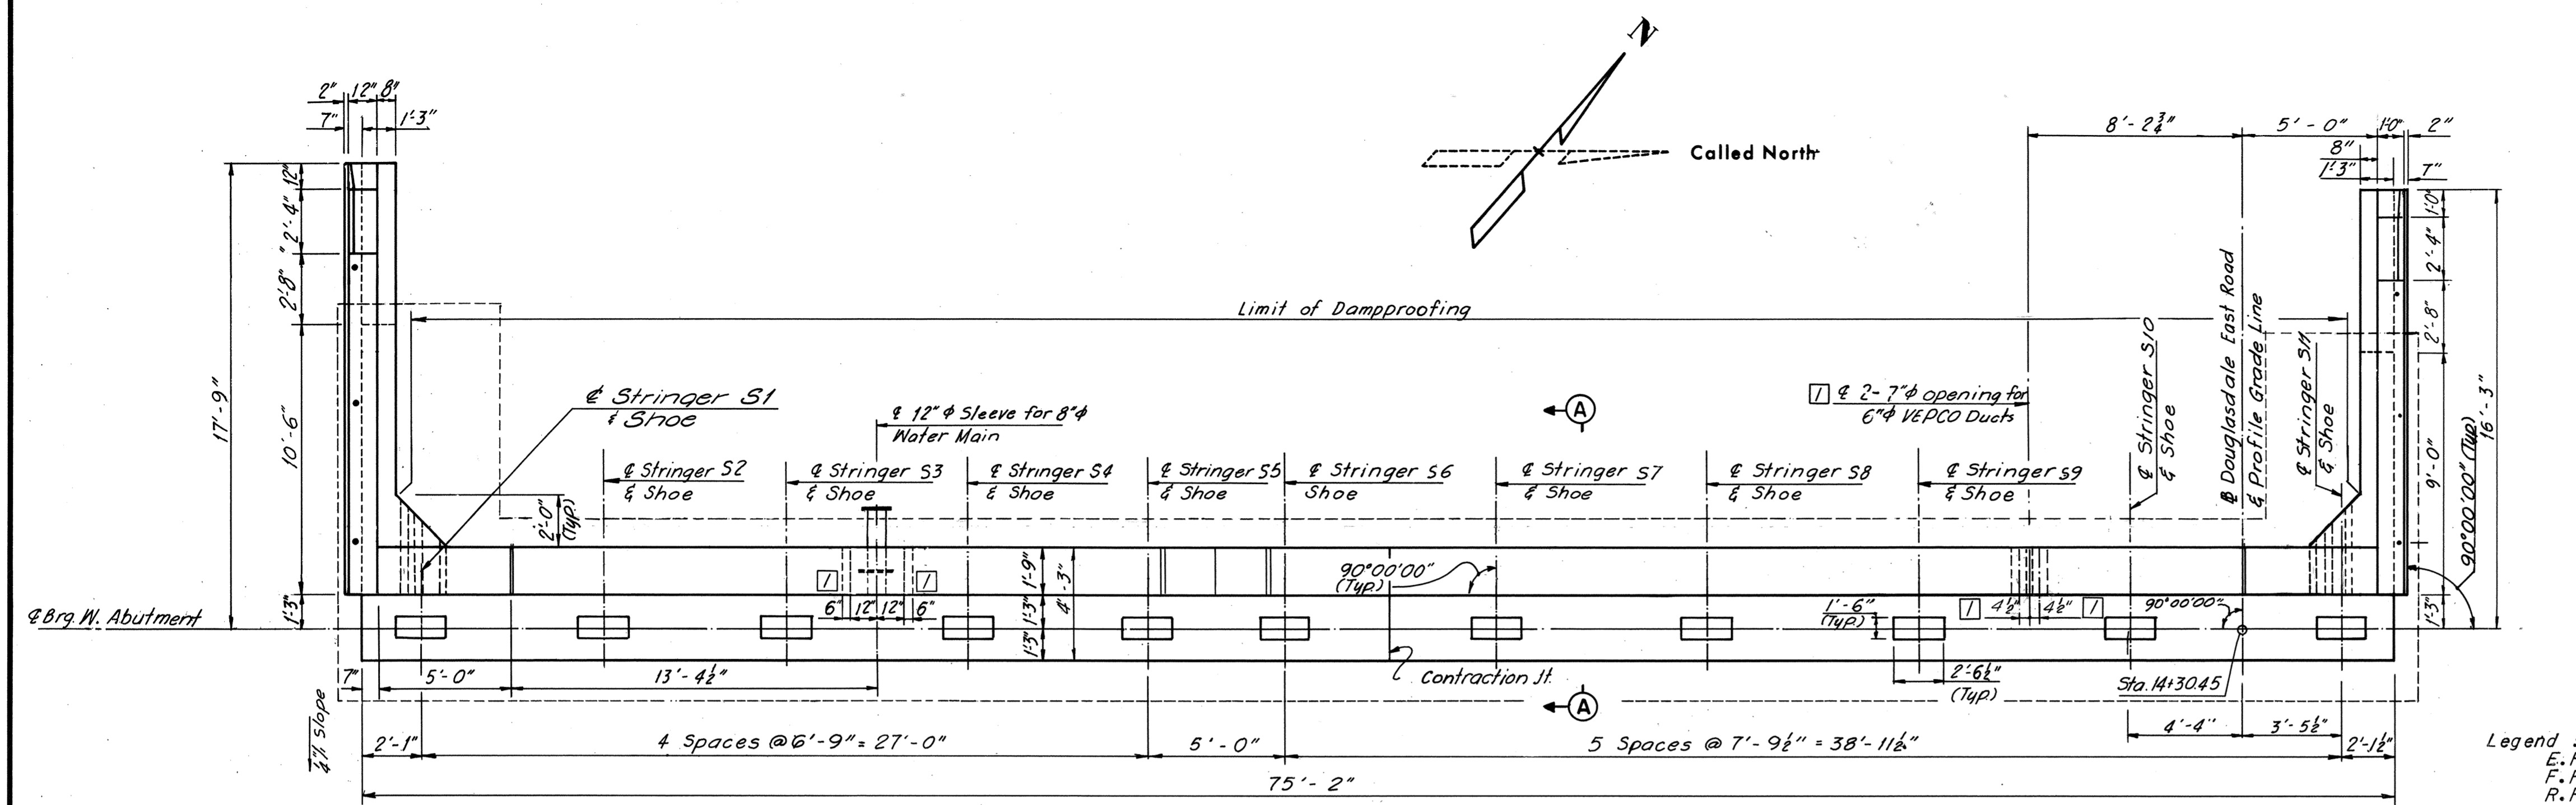 N
Called North
2" 12" 8"
7" 1'-3"
8'-2¾" 5'-0" 1'-0" 2"
8"
1'-3" 7"
17'-9"
12"
2'-4"
2'-8"
10'-6"
1'-3"
1'-0"
2'-4"
2'-8"
9'-0"
1'-3"
16'-3"
90°00'00" (Typ.)
Limit of Dampproofing
℄ Stringer S1
& Shoe
℄ 12"φ Sleeve for 8"φ
Water Main
A
1 ℄ 2-7"φ opening for
6"φ VEPCO Ducts
℄ Stringer S10
& Shoe
℔ Douglasdale East Road
& Profile Grade Line
℄ Stringer S11
& Shoe
℄ Stringer S2
& Shoe
℄ Stringer S3
& Shoe
℄ Stringer S4
& Shoe
℄ Stringer S5
& Shoe
℄ Stringer S6
Shoe
℄ Stringer S7
& Shoe
℄ Stringer S8
& Shoe
℄ Stringer S9
& Shoe
2'-0"
(Typ.)
1 1
6" 12" 12" 6"
1'-9"
1'-3"
1'-3"
4'-3"
90°00'00"
(Typ.)
1'-6"
(Typ.)
1 4½" 4½" 1
90°00'00"
℄ Brg. W. Abutment
7" 5'-0" 13'-4½"
Contraction Jt.
A
2'-6½"
(Typ.)
Sta. 14+30.45
¼"/1' Slope
4'-4" 3'-5½"
2'-1" 4 Spaces @ 6'-9" = 27'-0" 5'-0" 5 Spaces @ 7'-9½" = 38'-11½" 2'-1½"
75'-2"
Legend
E.
F.
R.